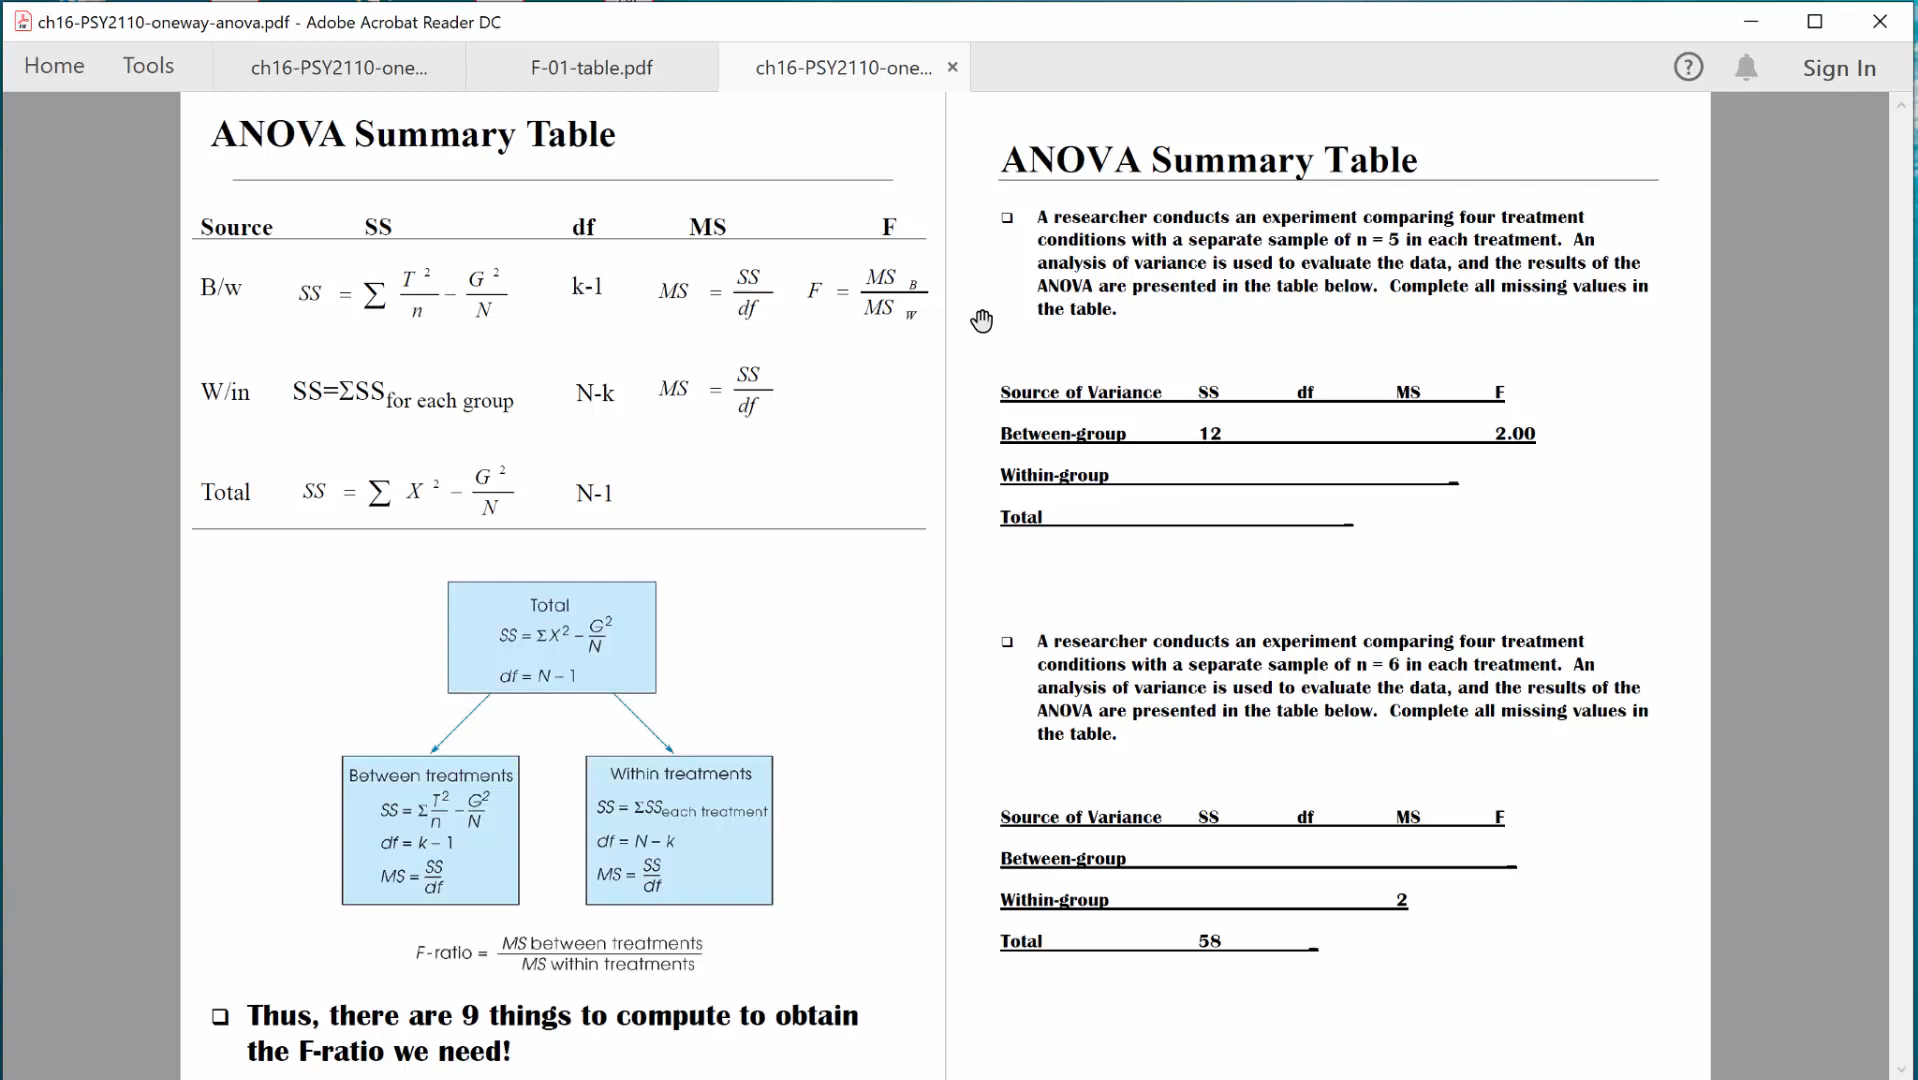 ch16-PSY2110-oneway-anova.pdf - Adobe Acrobat Reader DC
Home Tools ch16-PSY2110-one... F-01-table.pdf ch16-PSY2110-one... × ? Sign In
ANOVA Summary Table
Source SS df MS F
B/w SS = ∑ T²/n − G²/N k-1 MS = SS/df F = MS B/MS W
W/in SS=ΣSS for each group N-k MS = SS/df
Total SS = ∑ X² − G²/N N-1
Total
SS = ΣX² − G²/N
df = N − 1
Between treatments
SS = Σ T²/n − G²/N
df = k − 1
MS = SS/df
Within treatments
SS = ΣSS each treatment
df = N − k
MS = SS/df
F-ratio = MS between treatments/MS within treatments
❑ Thus, there are 9 things to compute to obtain
the F-ratio we need!
ANOVA Summary Table
❑ A researcher conducts an experiment comparing four treatment
conditions with a separate sample of n = 5 in each treatment. An
analysis of variance is used to evaluate the data, and the results of the
ANOVA are presented in the table below. Complete all missing values in
the table.
Source of Variance SS df MS F
Between-group 12 2.00
Within-group
Total
❑ A researcher conducts an experiment comparing four treatment
conditions with a separate sample of n = 6 in each treatment. An
analysis of variance is used to evaluate the data, and the results of the
ANOVA are presented in the table below. Complete all missing values in
the table.
Source of Variance SS df MS F
Between-group
Within-group 2
Total 58